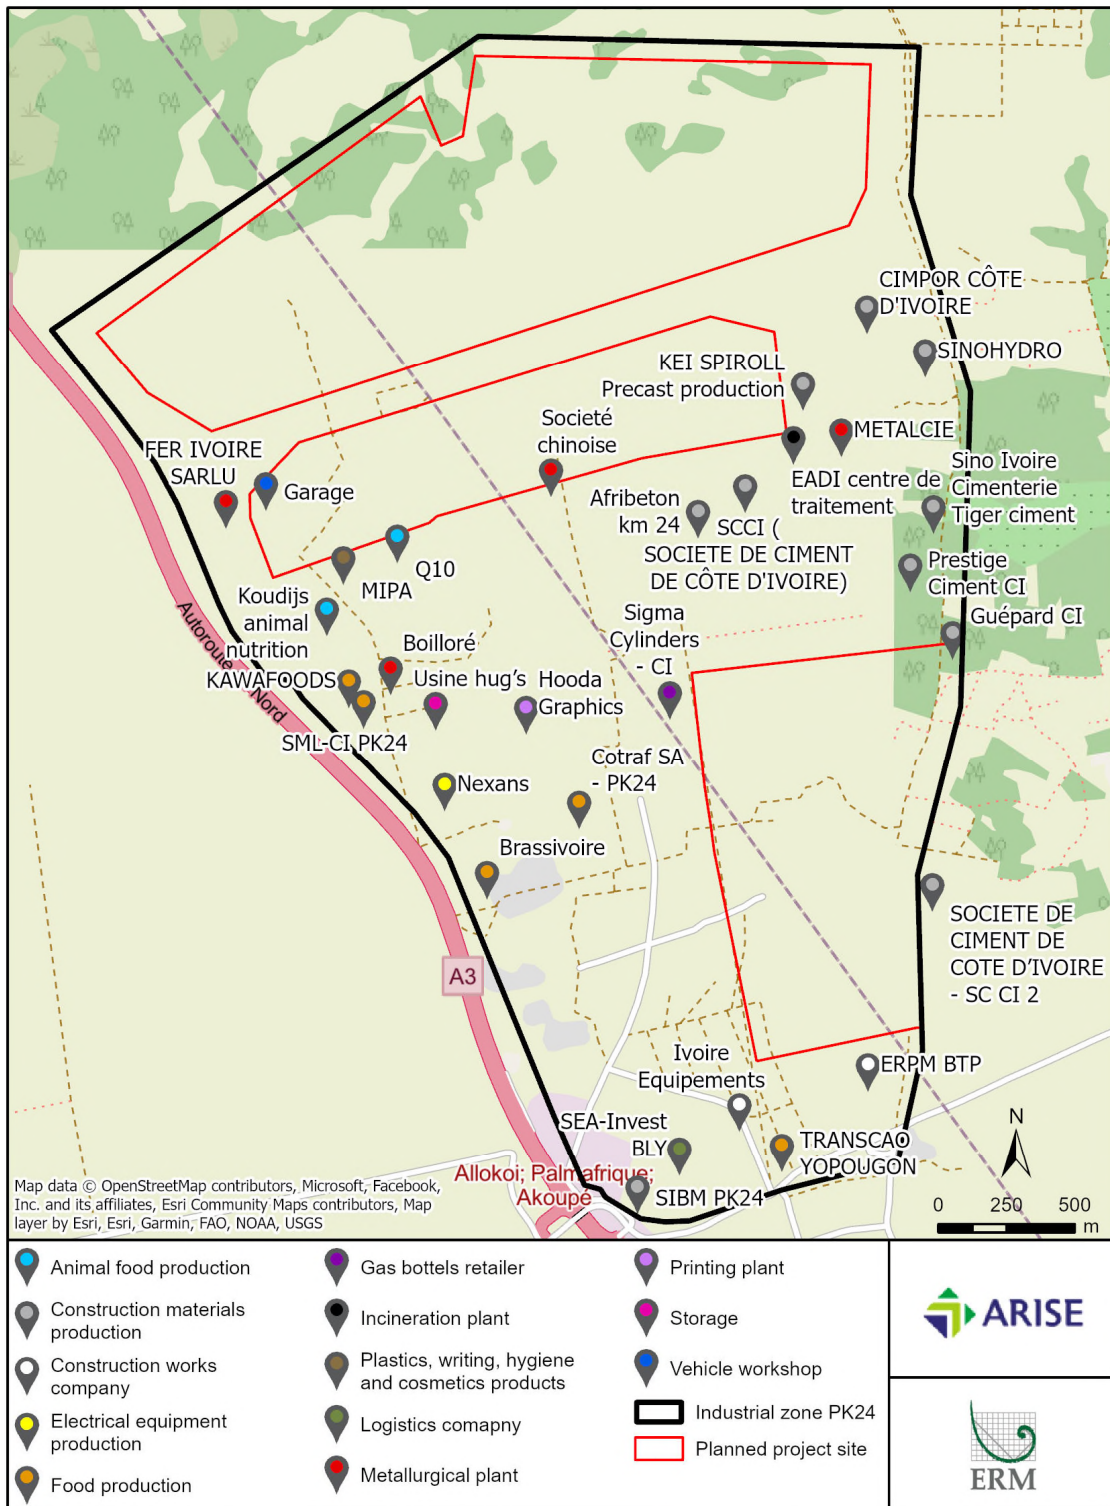 CIMPOR CÔTE
D'IVOIRE
SINOHYDRO
KEI SPIROLL
Precast production
Societé
chinoise
METALCIE
FER IVOIRE
SARLU
Garage
Afribeton
km 24
SCCI (
SOCIETE DE CIMENT
DE CÔTE D'IVOIRE)
EADI centre de
traitement
Sino Ivoire
Cimenterie
Tiger ciment
Q10
MIPA
Prestige
Ciment CI
Koudijs
animal
nutrition
Sigma
Cylinders
- CI
Guépard CI
Autoroute
Nord
Boilloré
KAWAFOODS
Usine hug's
Hooda
Graphics
SML-CI PK24
Cotraf SA
- PK24
Nexans
Brassivoire
SOCIETE DE
CIMENT DE
COTE D'IVOIRE
- SC CI 2
A3
Ivoire
Equipements
ERPM BTP
SEA-Invest
BLY
TRANSCAO
YOPOUGON
Allokoi; Palmafrique;
Akoupé
SIBM PK24
N
0 250 500
m
Map data © OpenStreetMap contributors, Microsoft, Facebook,
Inc. and its affiliates, Esri Community Maps contributors, Map
layer by Esri, Esri, Garmin, FAO, NOAA, USGS
Animal food production
Construction materials
production
Construction works
company
Electrical equipment
production
Food production
Gas bottels retailer
Incineration plant
Plastics, writing, hygiene
and cosmetics products
Logistics comapny
Metallurgical plant
Printing plant
Storage
Vehicle workshop
Industrial zone PK24
Planned project site
ARISE
ERM